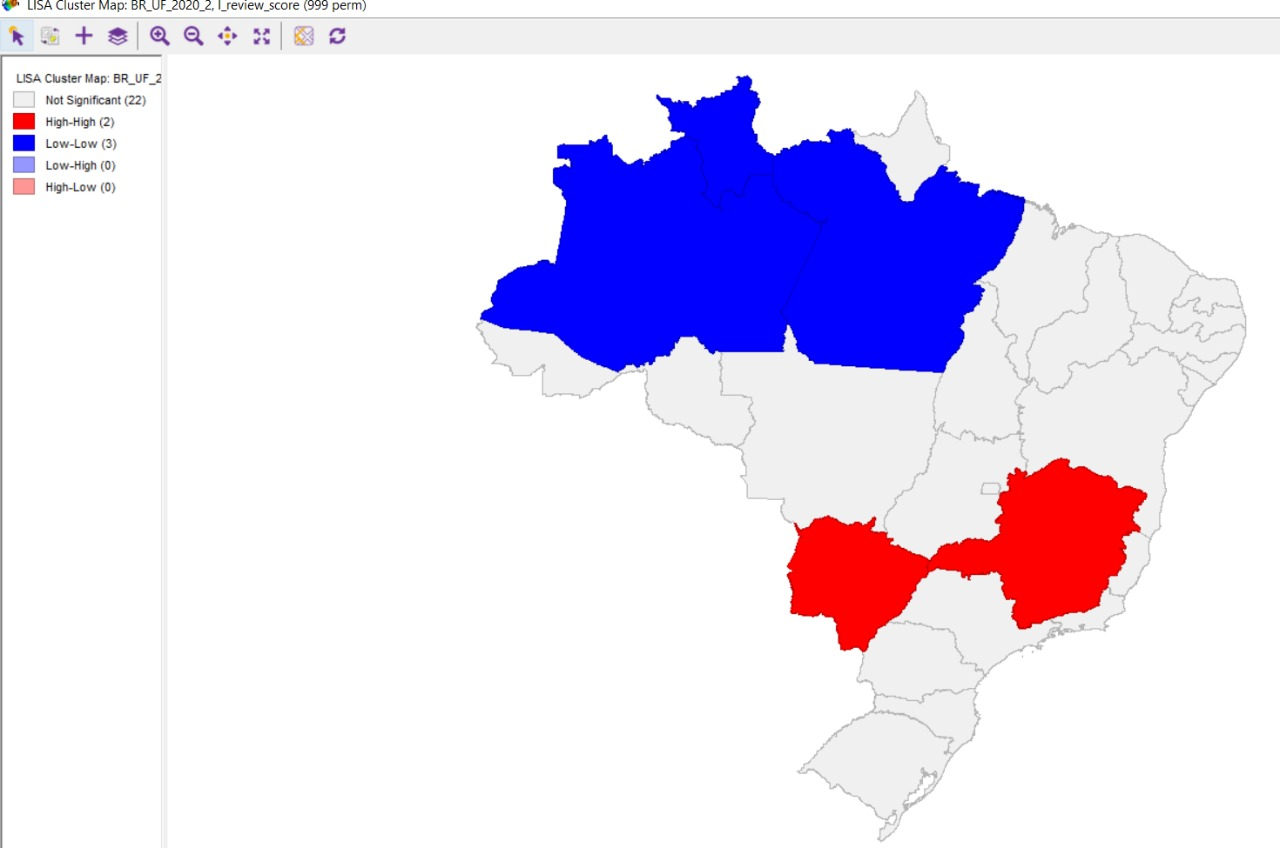 LISA Cluster Map: BR_UF_2020_2, I_review_score (999 perm)
LISA Cluster Map: BR_UF_2
Not Significant (22)
High-High (2)
Low-Low (3)
Low-High (0)
High-Low (0)